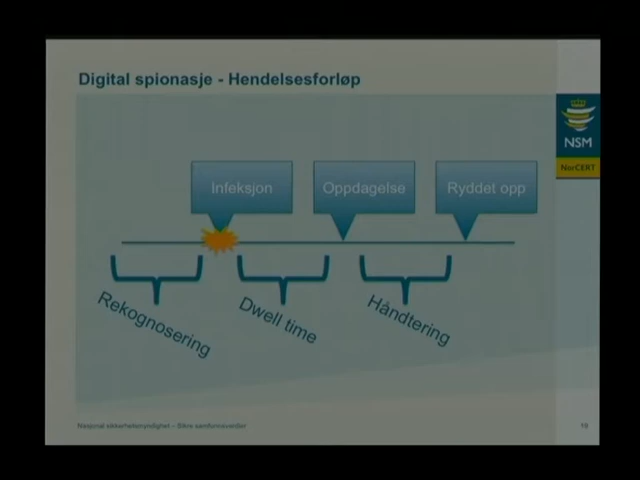 Digital spionasje - Hendelsesforløp
NSM
NorCERT
Infeksjon
Oppdagelse
Ryddet opp
Rekognosering
Dwell time
Håndtering
Nasjonal sikkerhetsmyndighet – Sikre samfunnsverdier